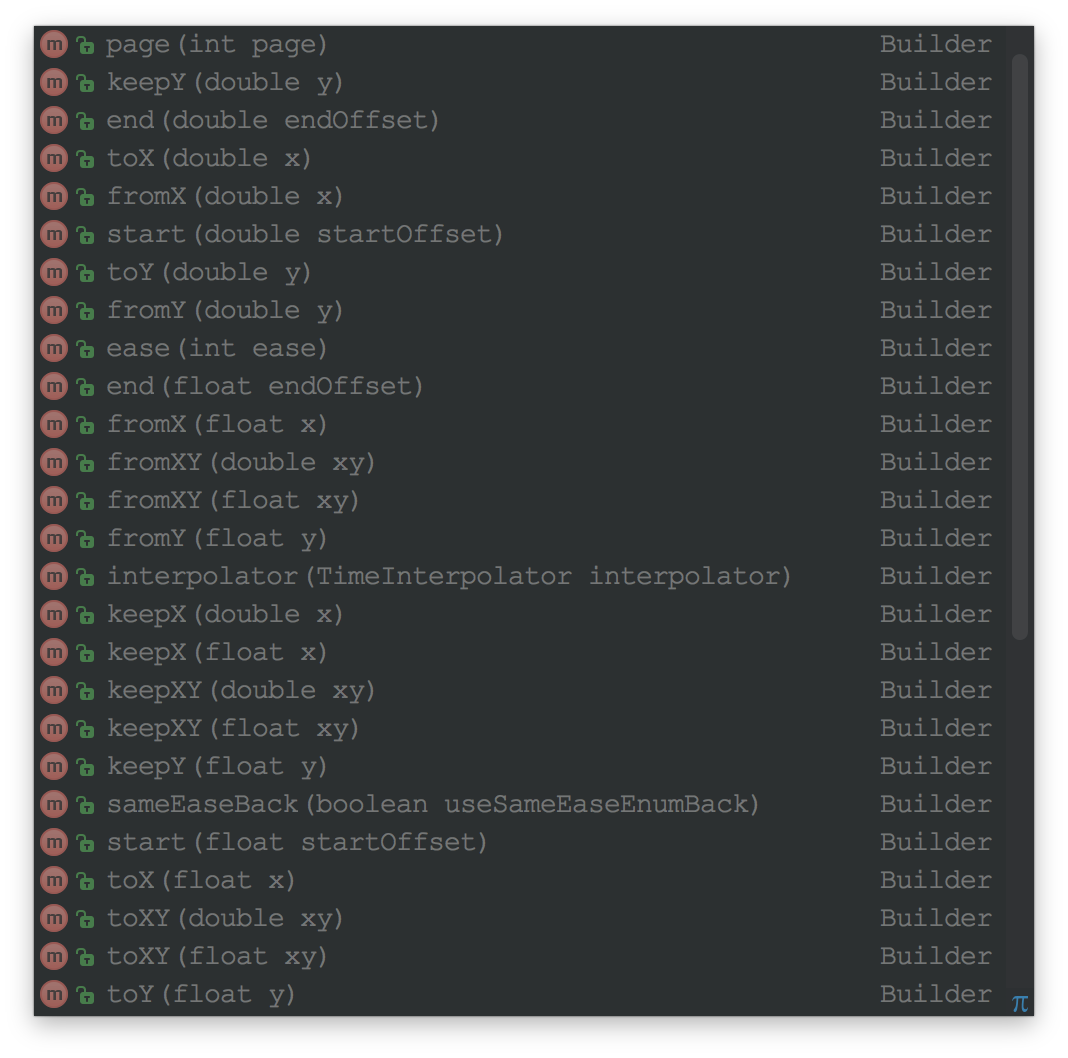 m page(int page) Builder
m keepY(double y) Builder
m end(double endOffset) Builder
m toX(double x) Builder
m fromX(double x) Builder
m start(double startOffset) Builder
m toY(double y) Builder
m fromY(double y) Builder
m ease(int ease) Builder
m end(float endOffset) Builder
m fromX(float x) Builder
m fromXY(double xy) Builder
m fromXY(float xy) Builder
m fromY(float y) Builder
m interpolator(TimeInterpolator interpolator) Builder
m keepX(double x) Builder
m keepX(float x) Builder
m keepXY(double xy) Builder
m keepXY(float xy) Builder
m keepY(float y) Builder
m sameEaseBack(boolean useSameEaseEnumBack) Builder
m start(float startOffset) Builder
m toX(float x) Builder
m toXY(double xy) Builder
m toXY(float xy) Builder
m toY(float y) Builder
π